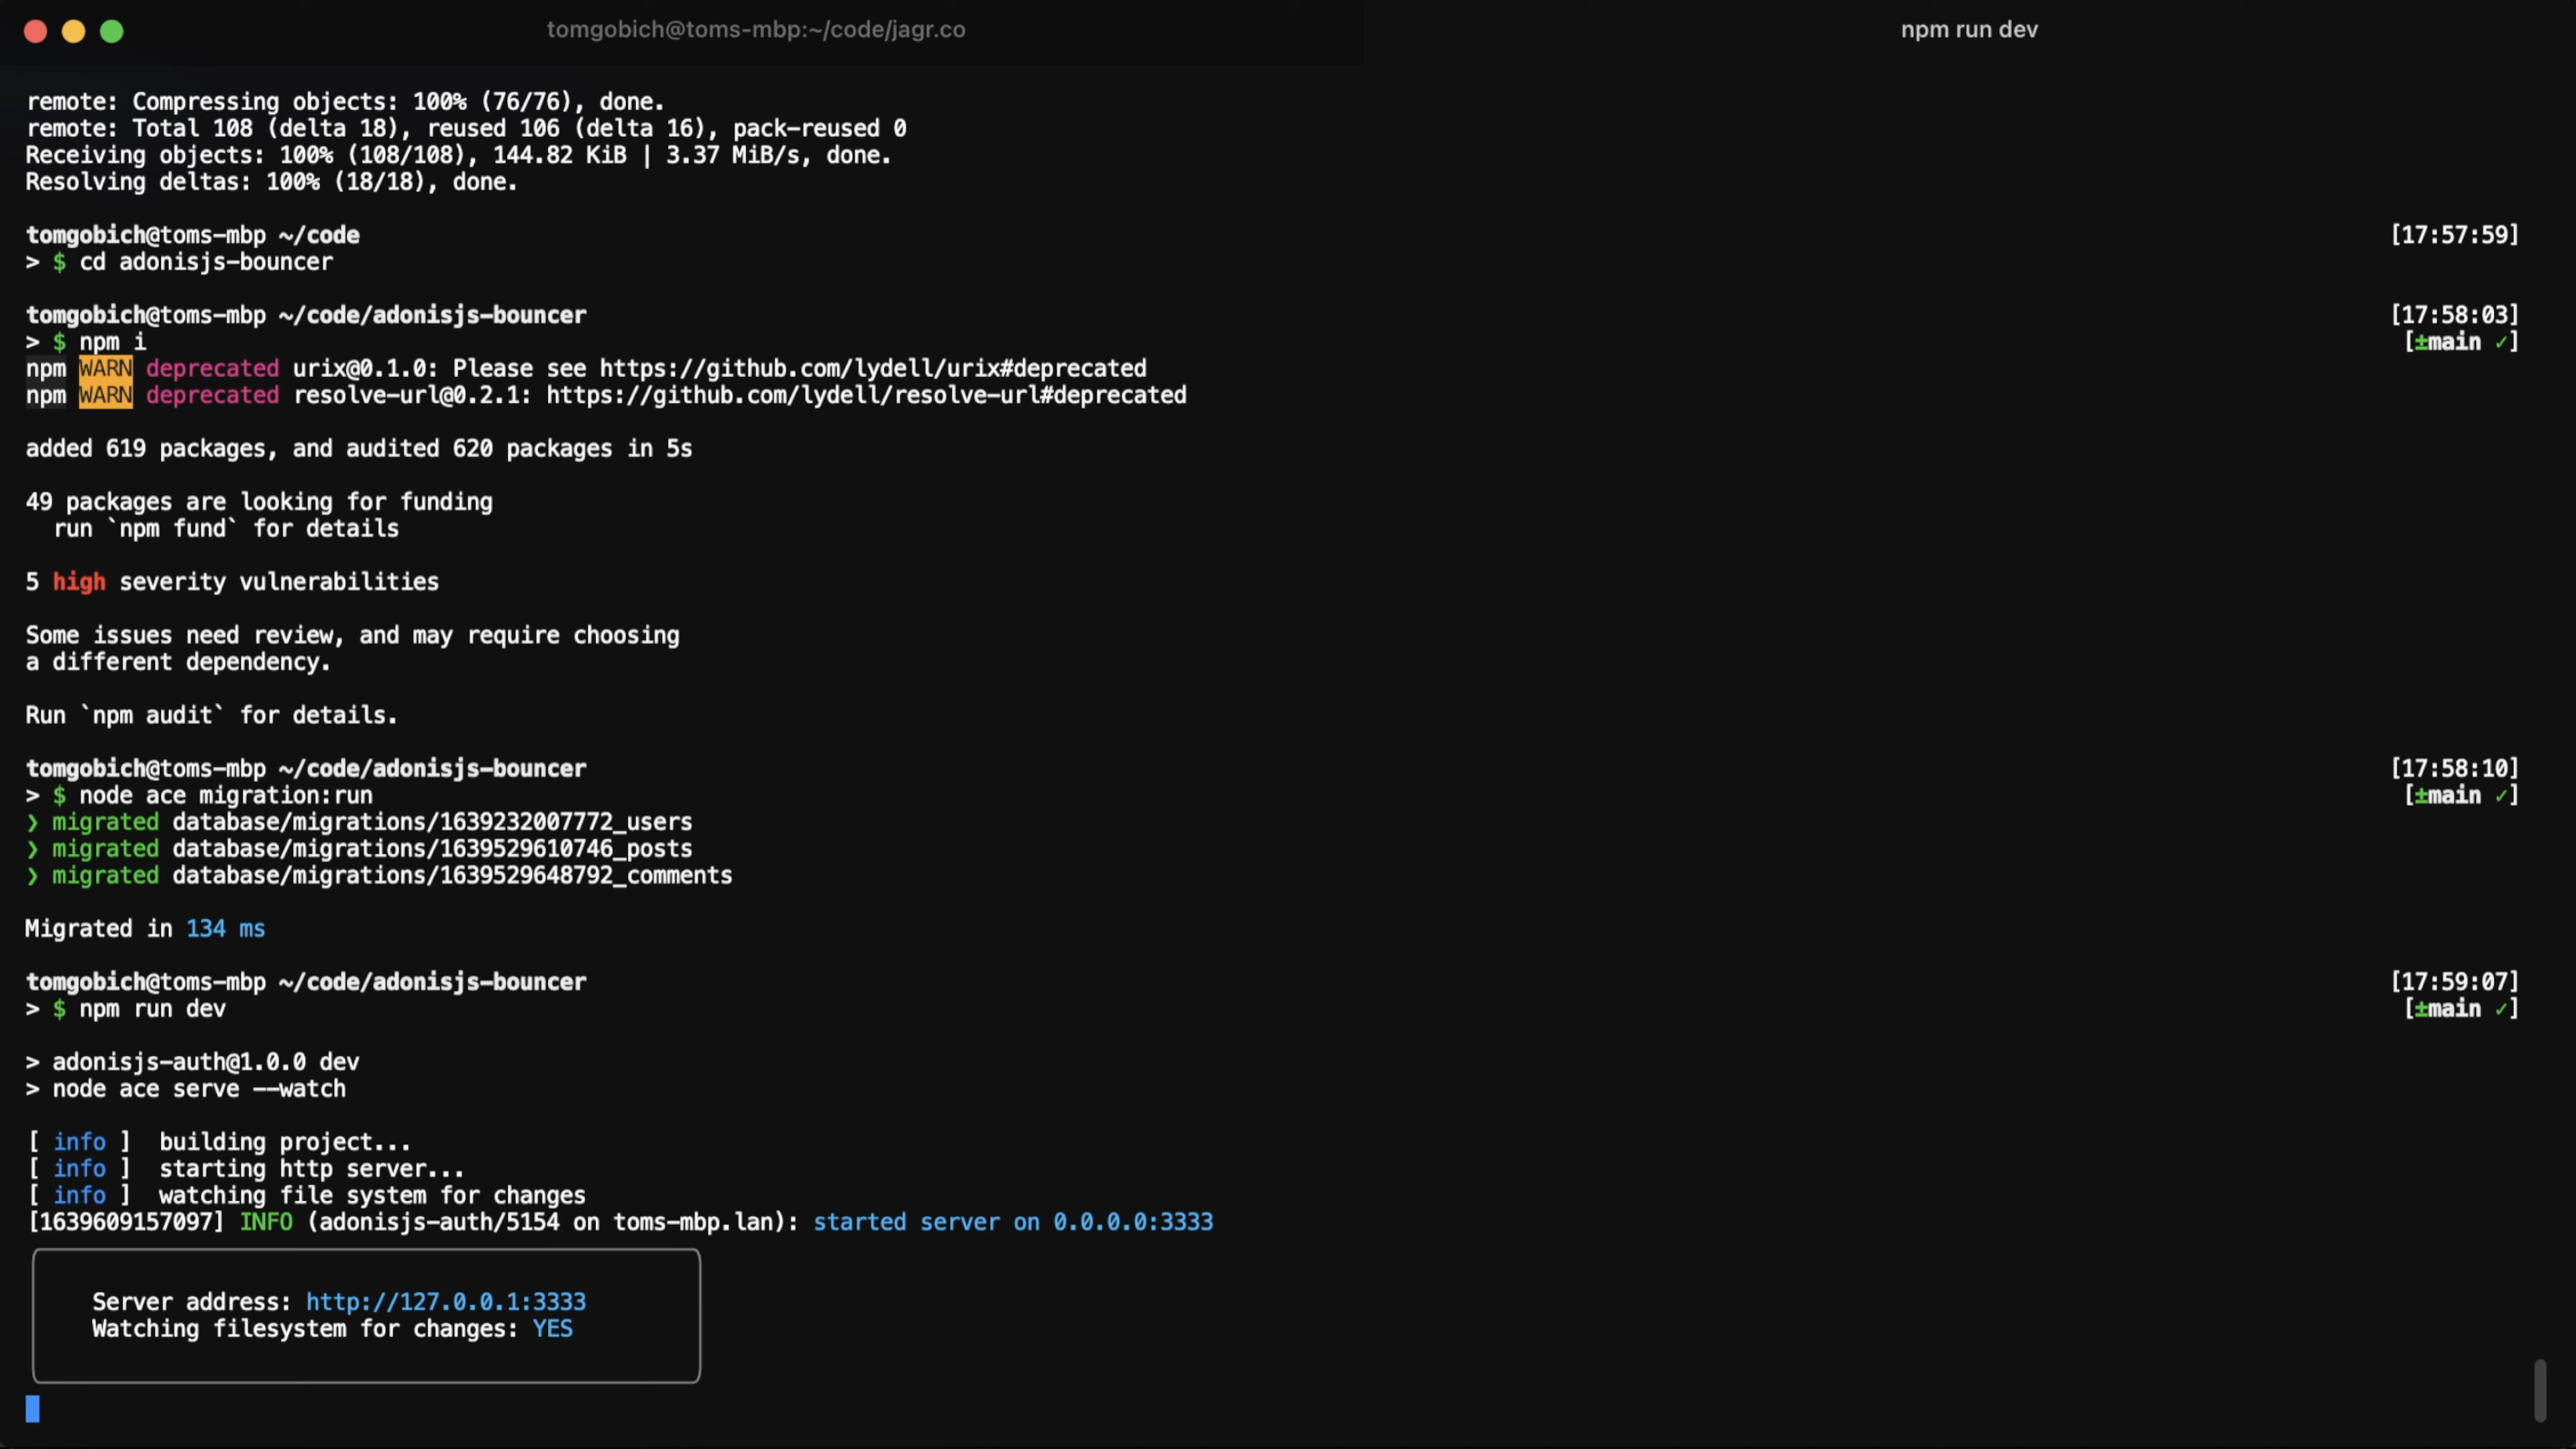 tomgobich@toms-mbp:~/code/jagr.co
npm run dev
remote: Compressing objects: 100% (76/76), done.
remote: Total 108 (delta 18), reused 106 (delta 16), pack-reused 0
Receiving objects: 100% (108/108), 144.82 KiB | 3.37 MiB/s, done.
Resolving deltas: 100% (18/18), done.
tomgobich@toms-mbp ~/code [17:57:59]
> $ cd adonisjs-bouncer
tomgobich@toms-mbp ~/code/adonisjs-bouncer [17:58:03]
> $ npm i [±main ✓]
npm WARN deprecated urix@0.1.0: Please see https://github.com/lydell/urix#deprecated
npm WARN deprecated resolve-url@0.2.1: https://github.com/lydell/resolve-url#deprecated
added 619 packages, and audited 620 packages in 5s
49 packages are looking for funding
  run `npm fund` for details
5 high severity vulnerabilities
Some issues need review, and may require choosing
a different dependency.
Run `npm audit` for details.
tomgobich@toms-mbp ~/code/adonisjs-bouncer [17:58:10]
> $ node ace migration:run [±main ✓]
❯ migrated database/migrations/1639232007772_users
❯ migrated database/migrations/1639529610746_posts
❯ migrated database/migrations/1639529648792_comments
Migrated in 134 ms
tomgobich@toms-mbp ~/code/adonisjs-bouncer [17:59:07]
> $ npm run dev [±main ✓]
> adonisjs-auth@1.0.0 dev
> node ace serve --watch
[ info ]  building project...
[ info ]  starting http server...
[ info ]  watching file system for changes
[1639609157097] INFO (adonisjs-auth/5154 on toms-mbp.lan): started server on 0.0.0.0:3333
Server address: http://127.0.0.1:3333
Watching filesystem for changes: YES